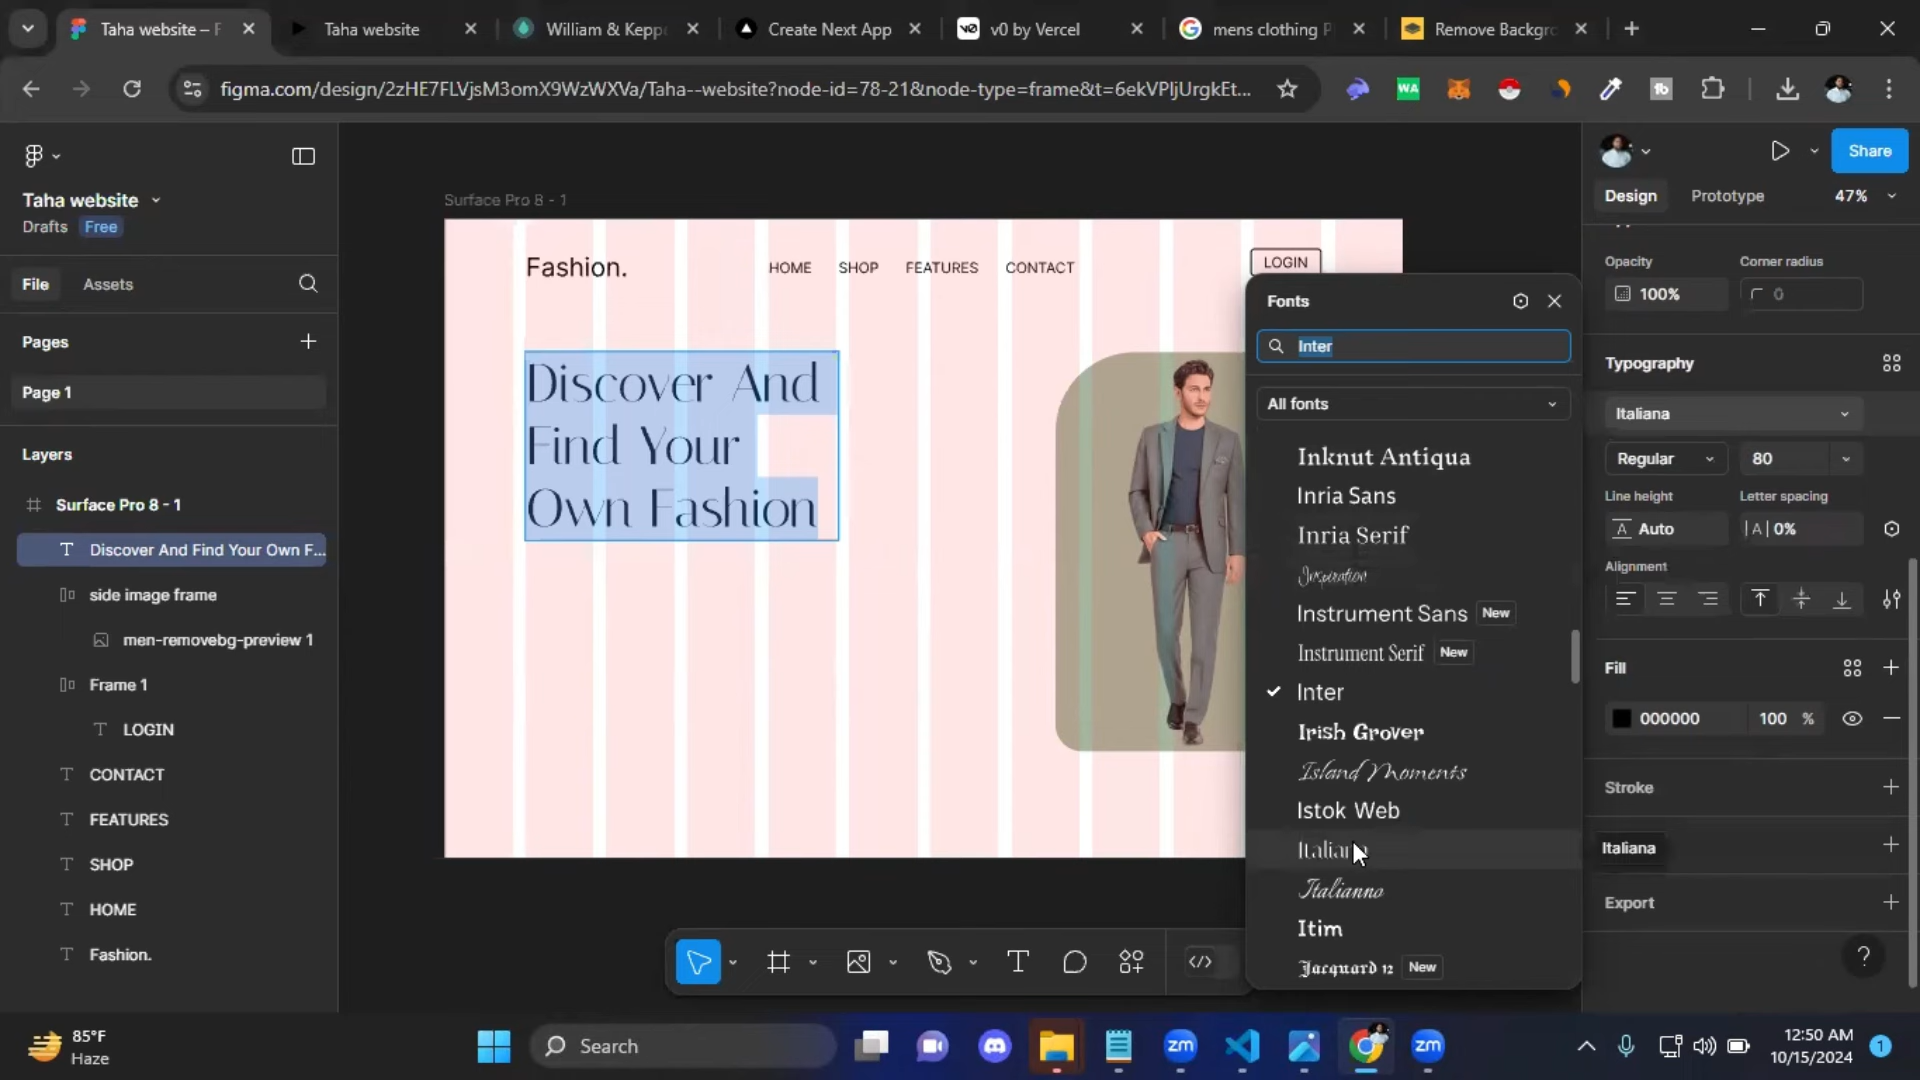 Taha website – F
Taha website
William & Keppe
Create Next App
v0 by Vercel
mens clothing P
Remove Backgro
figma.com/design/2zHE7FLVjsM3omX9WzWXVa/Taha--website?node-id=78-21&node-type=frame&t=6ekVPljUrgkEt...
Taha website
Drafts Free
File Assets
Pages
Page 1
Layers
Surface Pro 8 - 1
Discover And Find Your Own F...
side image frame
men-removebg-preview 1
Frame 1
LOGIN
CONTACT
FEATURES
SHOP
HOME
Fashion.
Surface Pro 8 - 1
Fashion.
HOME SHOP FEATURES CONTACT
LOGIN
Discover And
Find Your
Own Fashion
Fonts
Inter
All fonts
Inknut Antiqua
Inria Sans
Inria Serif
Inspiration
Instrument Sans New
Instrument Serif New
Inter
Irish Grover
Island Moments
Istok Web
Italiana
Italianno
Itim
Jacquard 12 New
Share
Design Prototype 47%
Opacity Corner radius
100% 0
Typography
Italiana
Regular 80
Line height Letter spacing
Auto 0%
Alignment
Fill
000000 100 %
Stroke
Italiana
Export
?
85°F
Haze
Search
12:50 AM
10/15/2024
1